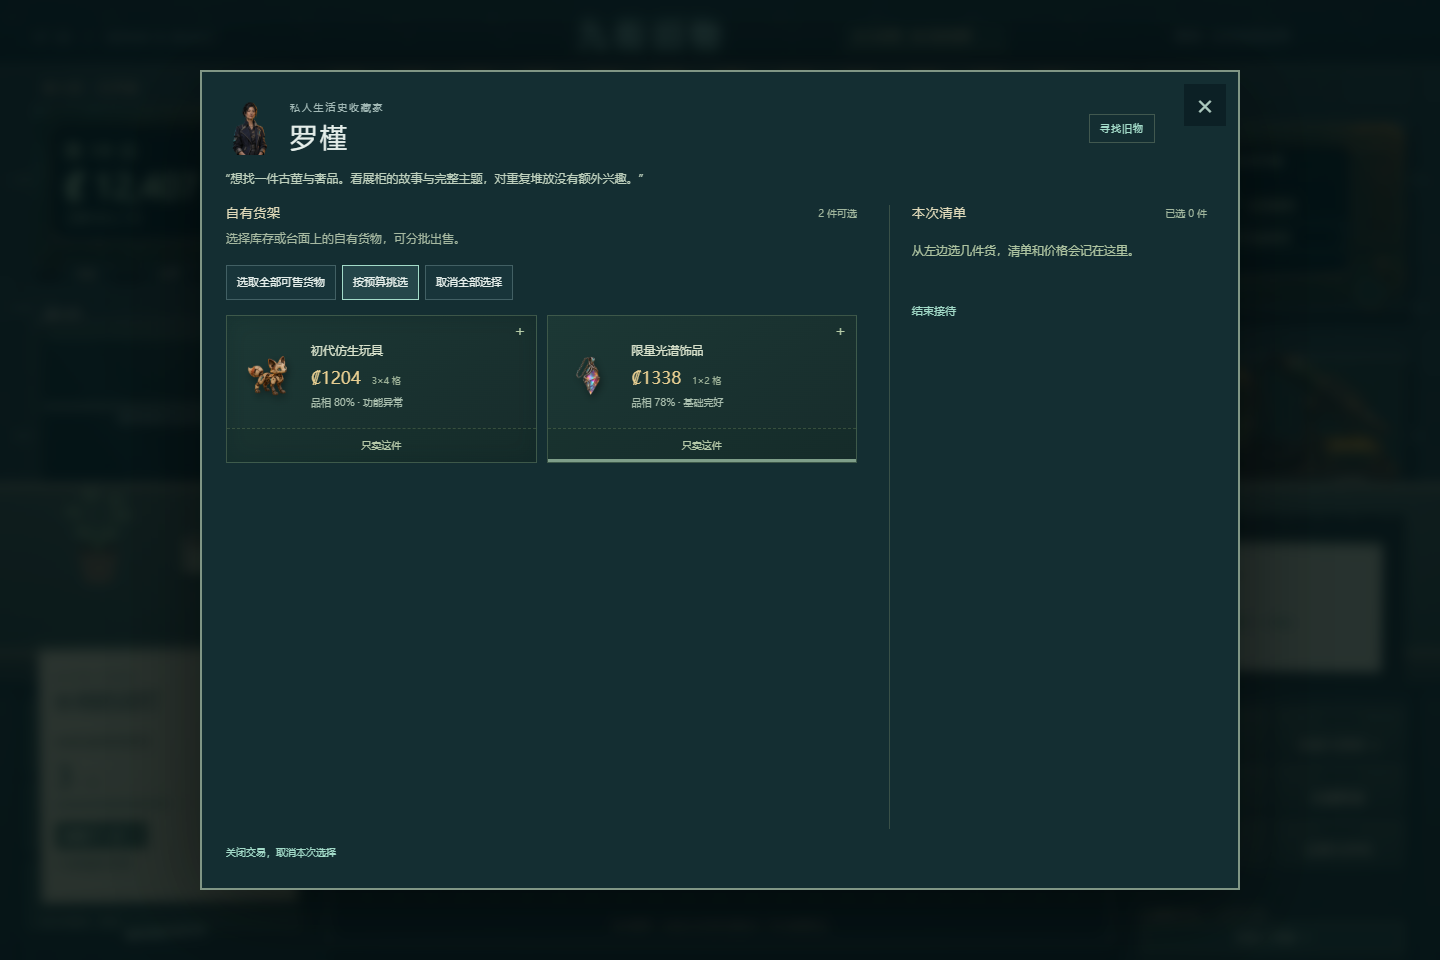 私人生活史收藏家
罗槿
寻找旧物
×
“想找一件古董与奢品。看展柜的故事与完整主题，对重复堆放没有额外兴趣。”
自有货架
2 件可选
选择库存或台面上的自有货物，可分批出售。
选取全部可售货物
按预算挑选
取消全部选择
+
初代仿生玩具
₡1204 3×4 格
品相 80% · 功能异常
只卖这件
+
限量光谱饰品
₡1338 1×2 格
品相 78% · 基础完好
只卖这件
本次清单
已选 0 件
从左边选几件货，清单和价格会记在这里。
结束接待
关闭交易，取消本次选择